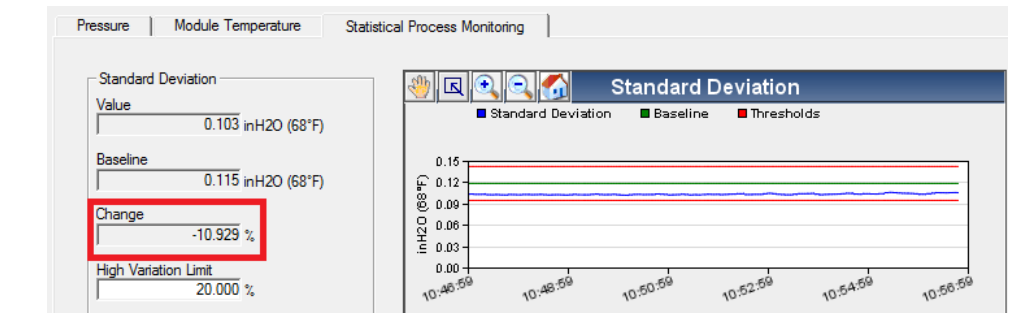 Pressure
Module Temperature
Statistical Process Monitoring
Standard Deviation
Value
0.103 inH2O (68°F)
Baseline
0.115 inH2O (68°F)
Change
-10.929 %
High Variation Limit
20.000 %
Standard Deviation
Standard Deviation
Baseline
Thresholds
inH2O (68°F)
0.15
0.12
0.09
0.06
0.03
0.00
10:46:59
10:48:59
10:50:59
10:52:59
10:54:59
10:56:59